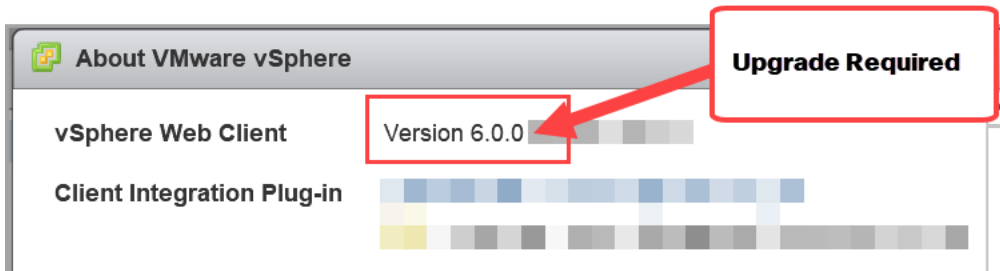 About VMware vSphere
Upgrade Required
vSphere Web Client
Version 6.0.0
Client Integration Plug-in